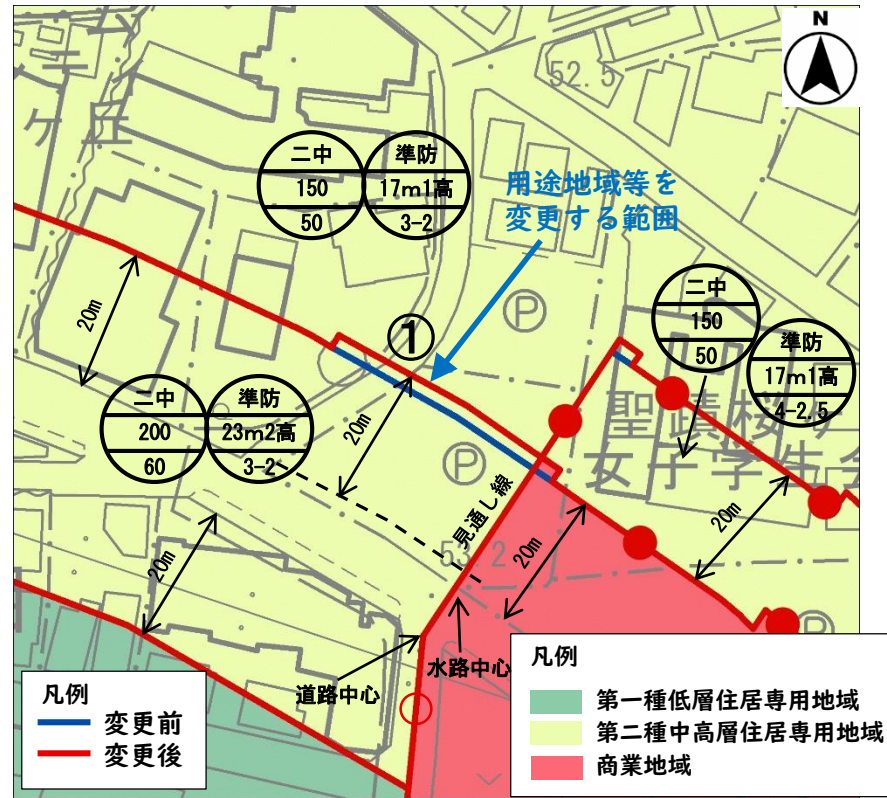 N
52.5
ケ丘
二中
150
50
準防
17m1高
3-2
用途地域等を
変更する範囲
二中
150
50
準防
17m1高
4-2.5
20m
①
P
聖蹟桜ケ
女子学生会
二中
200
60
準防
23m2高
3-2
20m
P
見通し線
53.2
20m
20m
20m
P
道路中心
水路中心
凡例
変更前
変更後
凡例
第一種低層住居専用地域
第二種中高層住居専用地域
商業地域